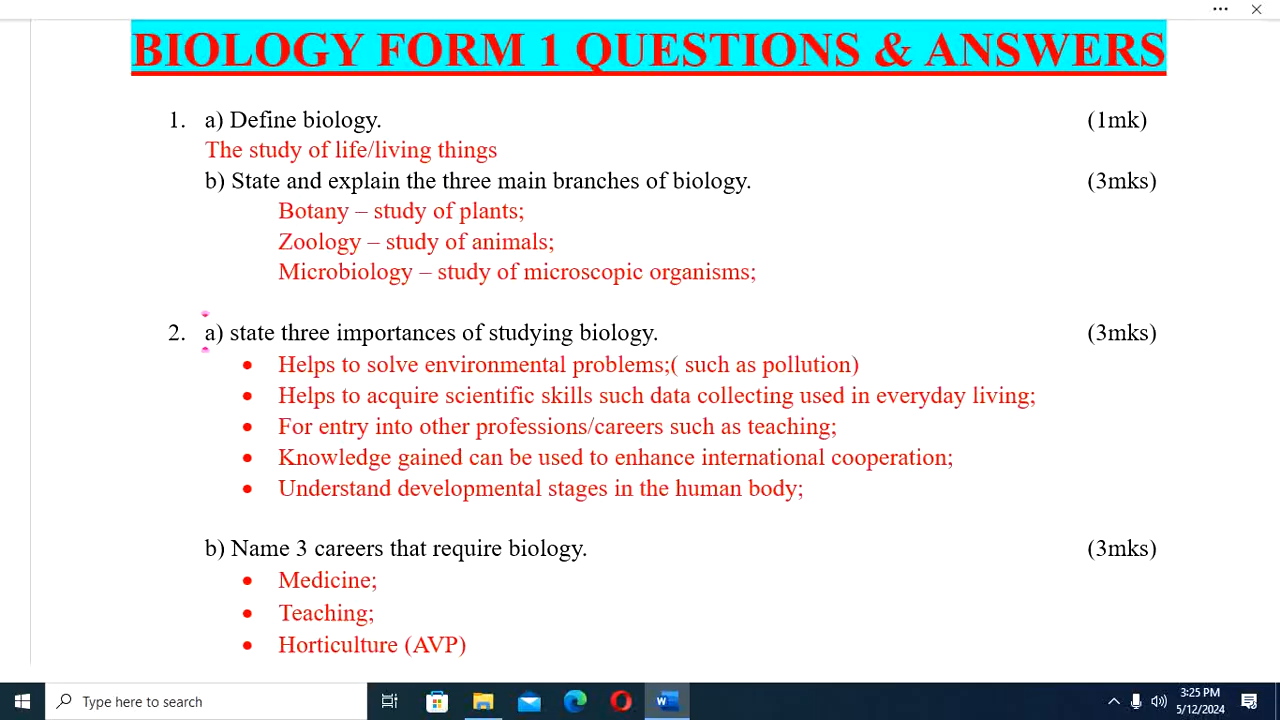 BIOLOGY FORM 1 QUESTIONS & ANSWERS
1. a) Define biology. (1mk)
The study of life/living things
b) State and explain the three main branches of biology. (3mks)
Botany – study of plants;
Zoology – study of animals;
Microbiology – study of microscopic organisms;
2. a) state three importances of studying biology. (3mks)
• Helps to solve environmental problems;( such as pollution)
• Helps to acquire scientific skills such data collecting used in everyday living;
• For entry into other professions/careers such as teaching;
• Knowledge gained can be used to enhance international cooperation;
• Understand developmental stages in the human body;
b) Name 3 careers that require biology. (3mks)
• Medicine;
• Teaching;
• Horticulture (AVP)
Type here to search
3:25 PM
5/12/2024